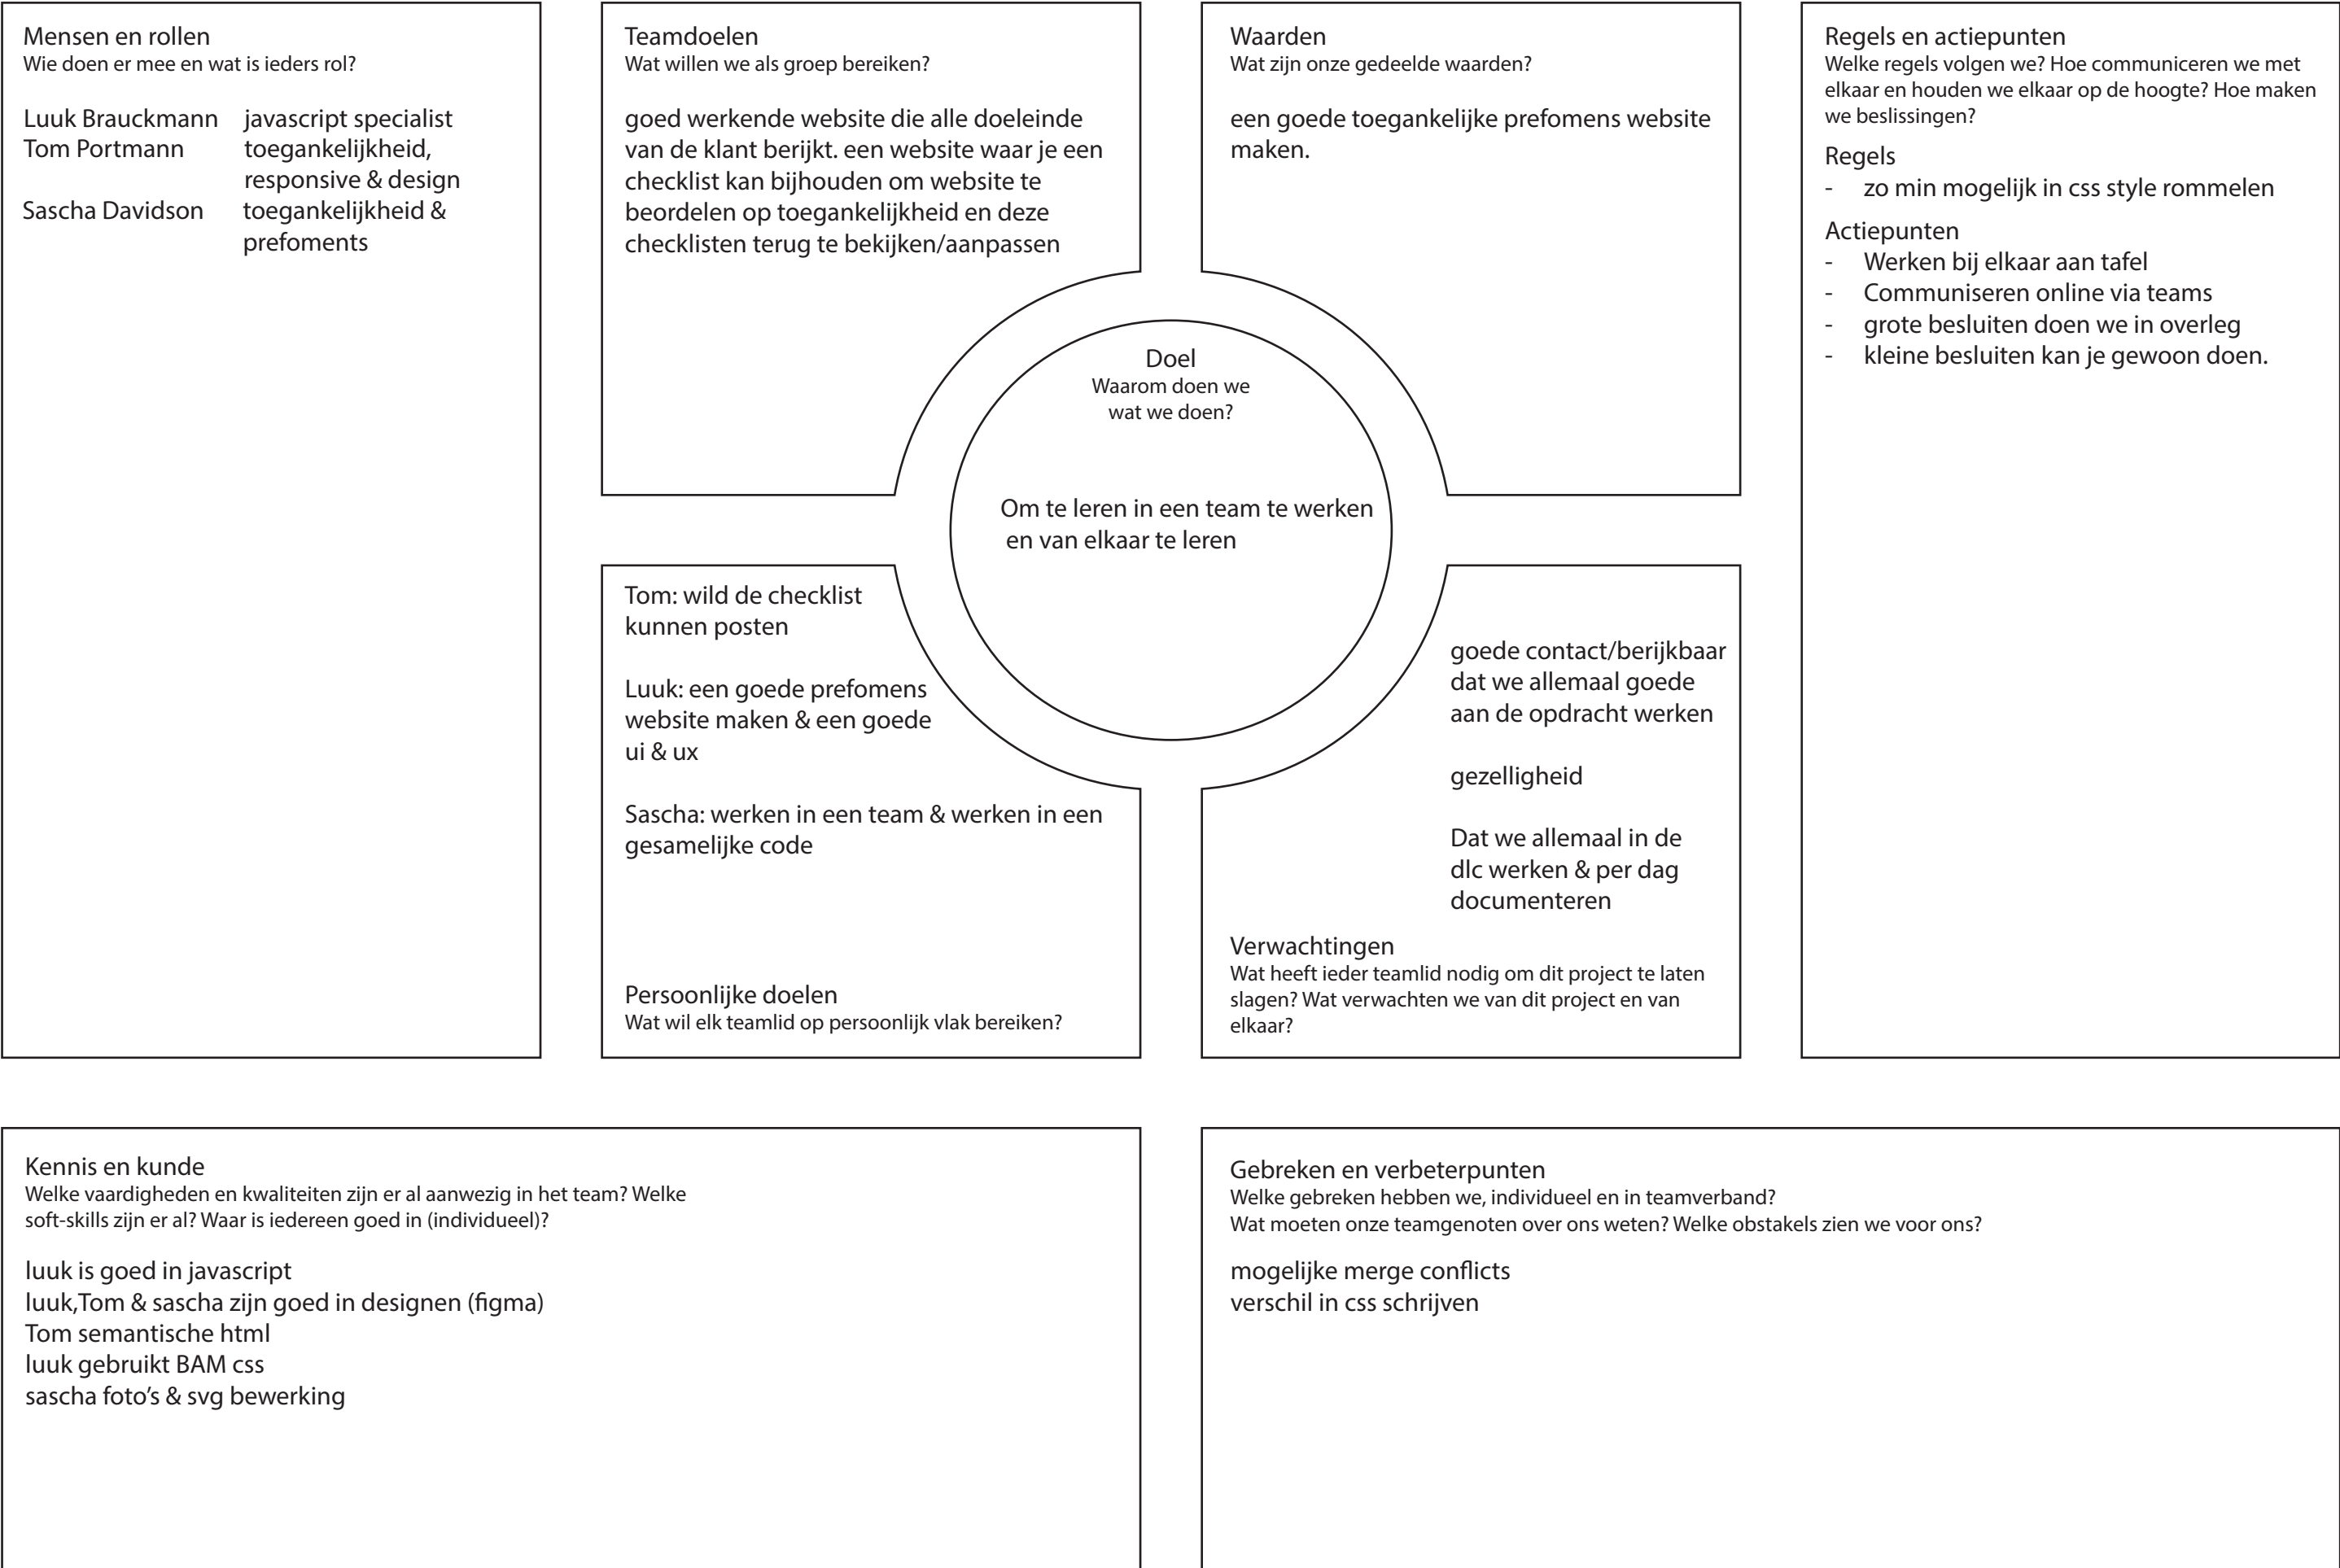 Mensen en rollen
Wie doen er mee en wat is ieders rol?
Luuk Brauckmann javascript specialist
Tom Portmann toegankelijkheid,
responsive & design
Sascha Davidson toegankelijkheid &
prefoments
Teamdoelen
Wat willen we als groep bereiken?
goed werkende website die alle doeleinde
van de klant berijkt. een website waar je een
checklist kan bijhouden om website te
beordelen op toegankelijkheid en deze
checklisten terug te bekijken/aanpassen
Waarden
Wat zijn onze gedeelde waarden?
een goede toegankelijke prefomens website
maken.
Regels en actiepunten
Welke regels volgen we? Hoe communiceren we met
elkaar en houden we elkaar op de hoogte? Hoe maken
we beslissingen?
Regels
- zo min mogelijk in css style rommelen
Actiepunten
- Werken bij elkaar aan tafel
- Communiseren online via teams
- grote besluiten doen we in overleg
- kleine besluiten kan je gewoon doen.
Doel
Waarom doen we
wat we doen?
Om te leren in een team te werken
en van elkaar te leren
Tom: wild de checklist
kunnen posten
Luuk: een goede prefomens
website maken & een goede
ui & ux
Sascha: werken in een team & werken in een
gesamelijke code
Persoonlijke doelen
Wat wil elk teamlid op persoonlijk vlak bereiken?
goede contact/berijkbaar
dat we allemaal goede
aan de opdracht werken
gezelligheid
Dat we allemaal in de
dlc werken & per dag
documenteren
Verwachtingen
Wat heeft ieder teamlid nodig om dit project te laten
slagen? Wat verwachten we van dit project en van
elkaar?
Kennis en kunde
Welke vaardigheden en kwaliteiten zijn er al aanwezig in het team? Welke
soft-skills zijn er al? Waar is iedereen goed in (individueel)?
luuk is goed in javascript
luuk,Tom & sascha zijn goed in designen (figma)
Tom semantische html
luuk gebruikt BAM css
sascha foto's & svg bewerking
Gebreken en verbeterpunten
Welke gebreken hebben we, individueel en in teamverband?
Wat moeten onze teamgenoten over ons weten? Welke obstakels zien we voor ons?
mogelijke merge conflicts
verschil in css schrijven